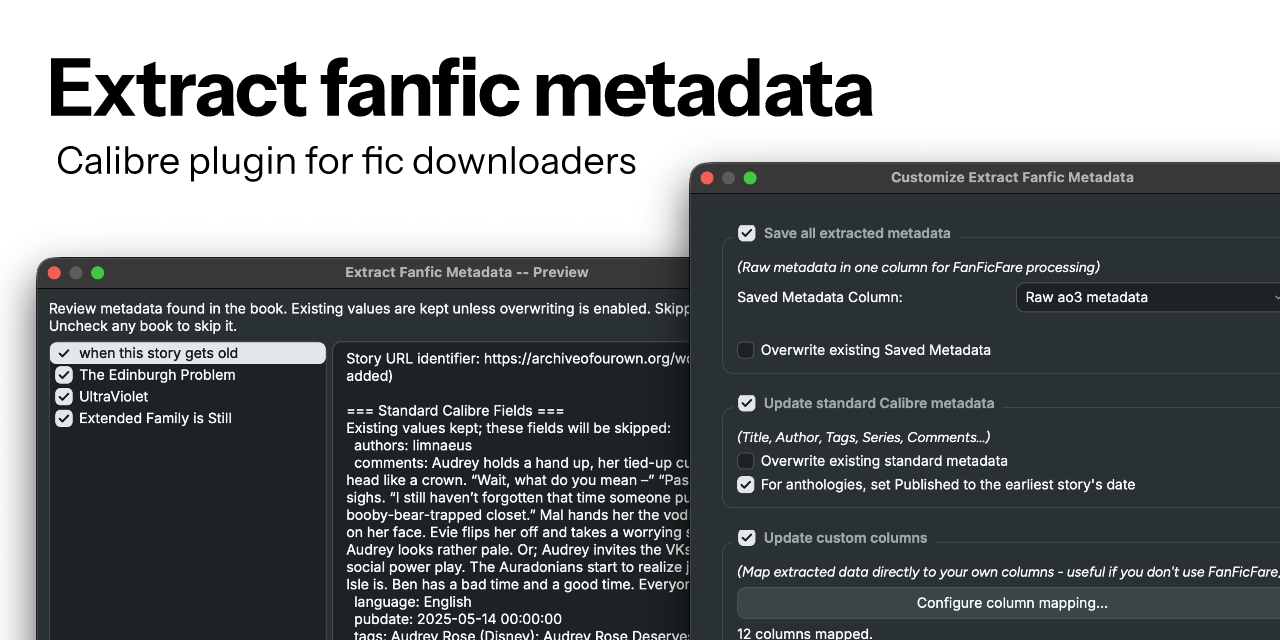 Extract fanfic metadata
Calibre plugin for fic downloaders
Extract Fanfic Metadata -- Preview
Review metadata found in the book. Existing values are kept unless overwriting is enabled. Skipp
Uncheck any book to skip it.
when this story gets old
The Edinburgh Problem
UltraViolet
Extended Family is Still
Story URL identifier: https://archiveofourown.org/wo
added)
=== Standard Calibre Fields ===
Existing values kept; these fields will be skipped:
authors: limnaeus
comments: Audrey holds a hand up, her tied-up cu
head like a crown. “Wait, what do you mean –” “Pas
sighs. “I still haven’t forgotten that time someone pu
booby-bear-trapped closet.” Mal hands her the vod
on her face. Evie flips her off and takes a worrying s
Audrey looks rather pale. Or; Audrey invites the VKs
social power play. The Auradonians start to realize j
Isle is. Ben has a bad time and a good time. Everyon
language: English
pubdate: 2025-05-14 00:00:00
tags: Audrey Rose (Disney); Audrey Rose Deserve
Customize Extract Fanfic Metadata
Save all extracted metadata
(Raw metadata in one column for FanFicFare processing)
Saved Metadata Column: Raw ao3 metadata
Overwrite existing Saved Metadata
Update standard Calibre metadata
(Title, Author, Tags, Series, Comments...)
Overwrite existing standard metadata
For anthologies, set Published to the earliest story's date
Update custom columns
(Map extracted data directly to your own columns - useful if you don't use FanFicFare,
Configure column mapping...
12 columns mapped.